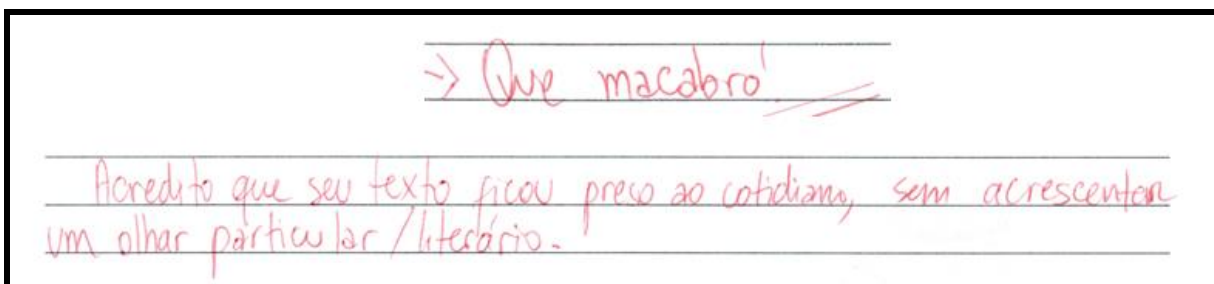 -> Que macabro!
Acredito que seu texto ficou preso ao cotidiano, sem acrescentar
um olhar particular/literário.